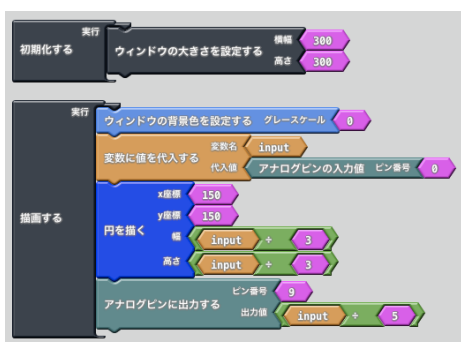 初期化する
実行
ウィンドウの大きさを設定する
横幅 300
高さ 300
描画する
実行
ウィンドウの背景色を設定する グレースケール 0
変数に値を代入する
変数名 input
代入値 アナログピンの入力値 ピン番号 0
円を描く
x座標 150
y座標 150
幅 input ÷ 3
高さ input ÷ 3
アナログピンに出力する
ピン番号 9
出力値 input ÷ 5